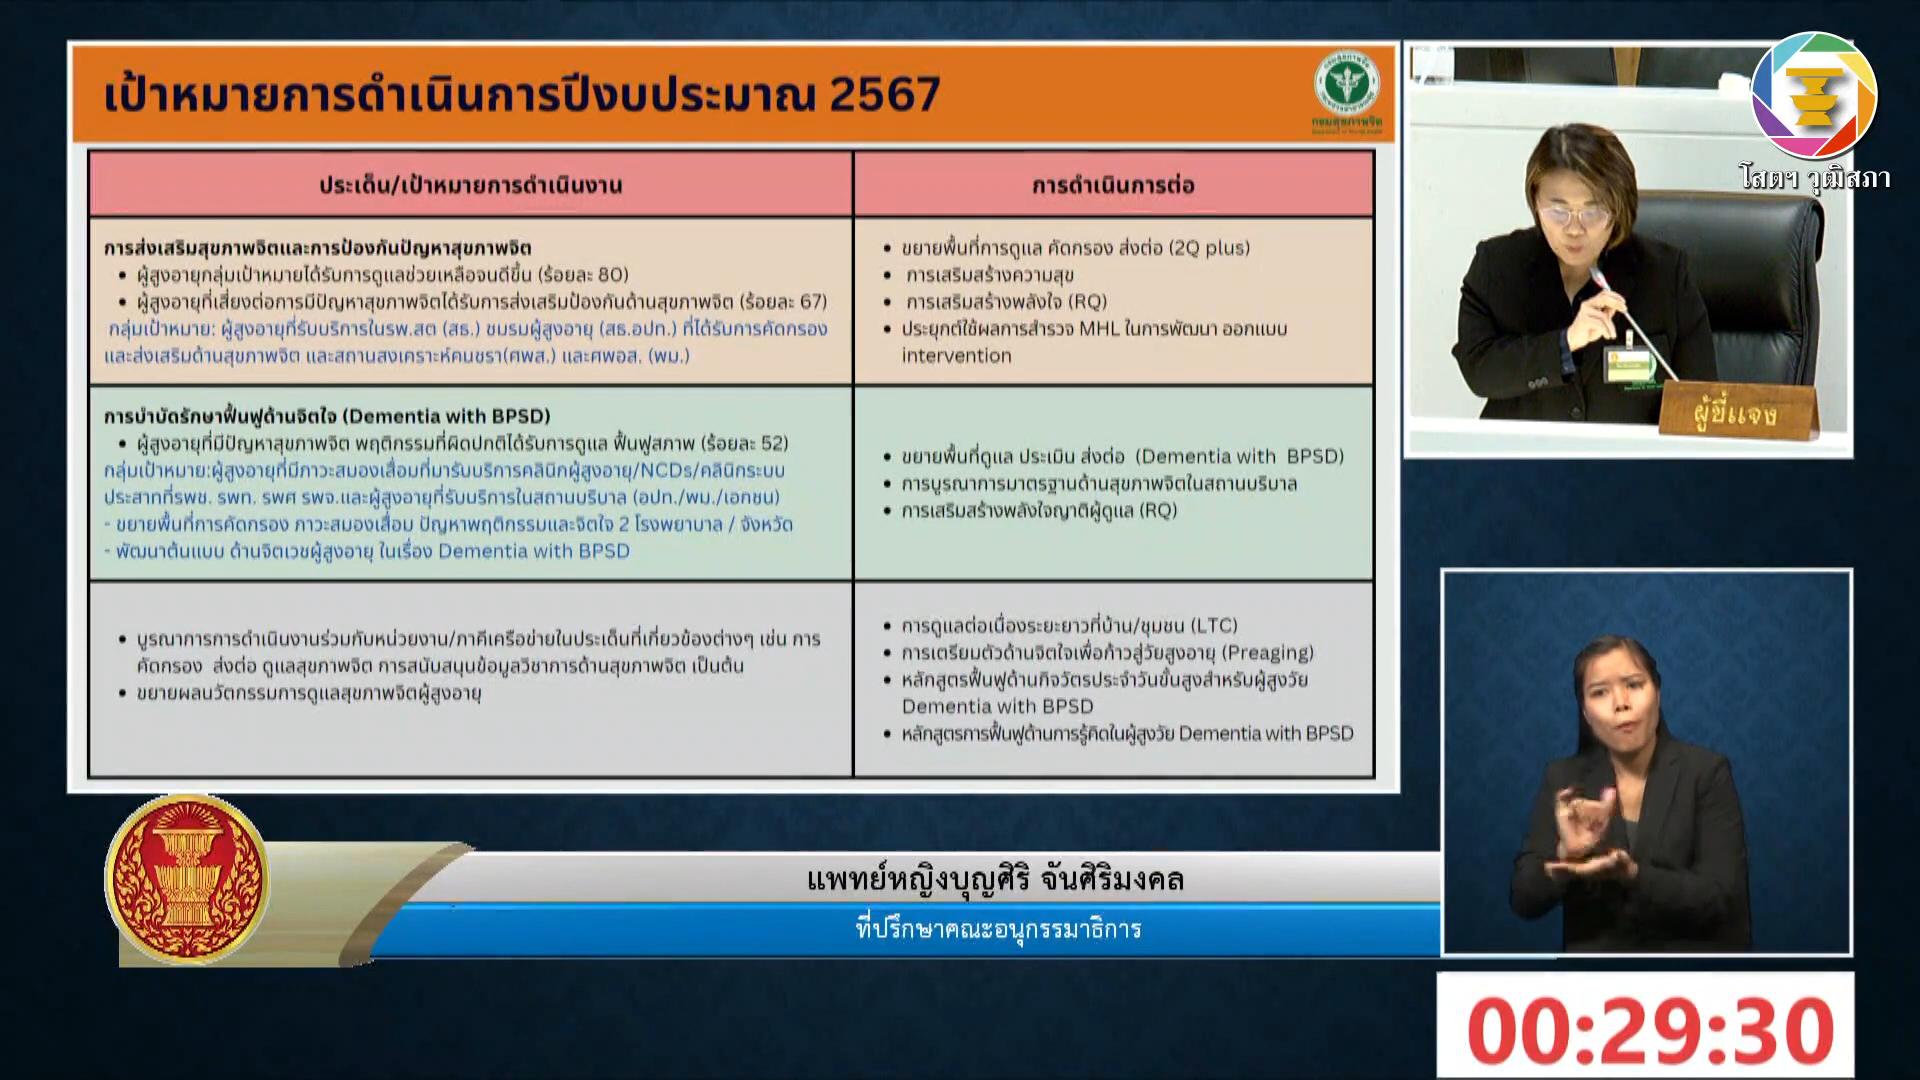 เป้าหมายการดำเนินการปีงบประมาณ 2567
กรมสุขภาพจิต
โสตฯ วุฒิสภา
ประเด็น/เป้าหมายการดำเนินงาน
การดำเนินการต่อ
การส่งเสริมสุขภาพจิตและการป้องกันปัญหาสุขภาพจิต
• ผู้สูงอายุกลุ่มเป้าหมายได้รับการดูแลช่วยเหลือจนดีขึ้น (ร้อยละ 80)
• ผู้สูงอายุที่เสี่ยงต่อการมีปัญหาสุขภาพจิตได้รับการส่งเสริมป้องกันด้านสุขภาพจิต (ร้อยละ 67)
กลุ่มเป้าหมาย: ผู้สูงอายุที่รับบริการในรพ.สต (สธ.) ชมรมผู้สูงอายุ (สธ.อปท.) ที่ได้รับการคัดกรอง
และส่งเสริมด้านสุขภาพจิต และสถานสงเคราะห์คนชรา(ศพส.) และศพอส. (พม.)
• ขยายพื้นที่การดูแล คัดกรอง ส่งต่อ (2Q plus)
• การเสริมสร้างความสุข
• การเสริมสร้างพลังใจ (RQ)
• ประยุกต์ใช้ผลการสำรวจ MHL ในการพัฒนา ออกแบบ
intervention
การบำบัดรักษาฟื้นฟูด้านจิตใจ (Dementia with BPSD)
• ผู้สูงอายุที่มีปัญหาสุขภาพจิต พฤติกรรมที่ผิดปกติได้รับการดูแล ฟื้นฟูสภาพ (ร้อยละ 52)
กลุ่มเป้าหมาย:ผู้สูงอายุที่มีภาวะสมองเสื่อมที่มารับบริการคลินิกผู้สูงอายุ/NCDs/คลินิกระบบ
ประสาทที่รพช. รพท. รพศ รพจ.และผู้สูงอายุที่รับบริการในสถานบริบาล (อปท./พม./เอกชน)
- ขยายพื้นที่การคัดกรอง ภาวะสมองเสื่อม ปัญหาพฤติกรรมและจิตใจ 2 โรงพยาบาล / จังหวัด
- พัฒนาต้นแบบ ด้านจิตเวชผู้สูงอายุ ในเรื่อง Dementia with BPSD
• ขยายพื้นที่ดูแล ประเมิน ส่งต่อ (Dementia with BPSD)
• การบูรณาการมาตรฐานด้านสุขภาพจิตในสถานบริบาล
• การเสริมสร้างพลังใจญาติผู้ดูแล (RQ)
• บูรณาการการดำเนินงานร่วมกับหน่วยงาน/ภาคีเครือข่ายในประเด็นที่เกี่ยวข้องต่างๆ เช่น การ
คัดกรอง ส่งต่อ ดูแลสุขภาพจิต การสนับสนุนข้อมูลวิชาการด้านสุขภาพจิต เป็นต้น
• ขยายผลนวัตกรรมการดูแลสุขภาพจิตผู้สูงอายุ
• การดูแลต่อเนื่องระยะยาวที่บ้าน/ชุมชน (LTC)
• การเตรียมตัวด้านจิตใจเพื่อก้าวสู่วัยสูงอายุ (Preaging)
• หลักสูตรฟื้นฟูด้านกิจวัตรประจำวันขั้นสูงสำหรับผู้สูงวัย
Dementia with BPSD
• หลักสูตรการฟื้นฟูด้านการรู้คิดในผู้สูงวัย Dementia with BPSD
ผู้ชี้แจง
แพทย์หญิงบุญศิริ จันศิริมงคล
ที่ปรึกษาคณะอนุกรรมาธิการ
00:29:30